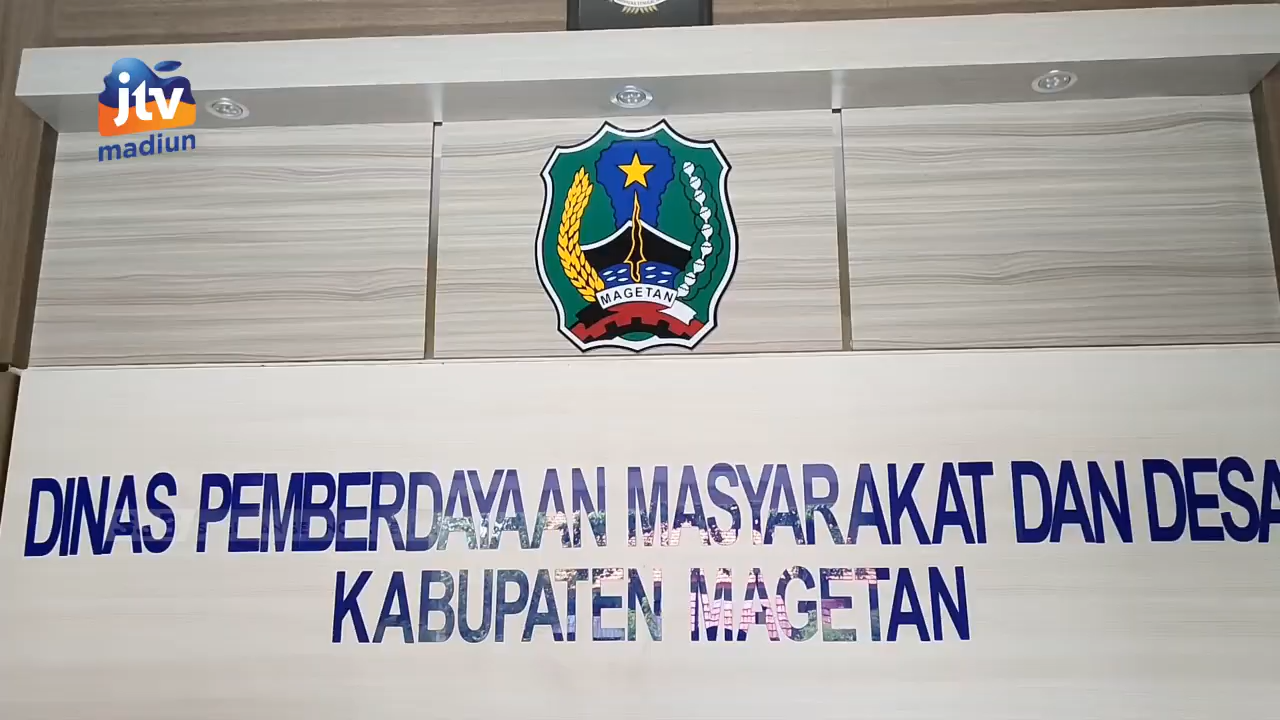 jtv
madiun
MAGETAN
DINAS PEMBERDAYAAN MASYARAKAT DAN DESA
KABUPATEN MAGETAN